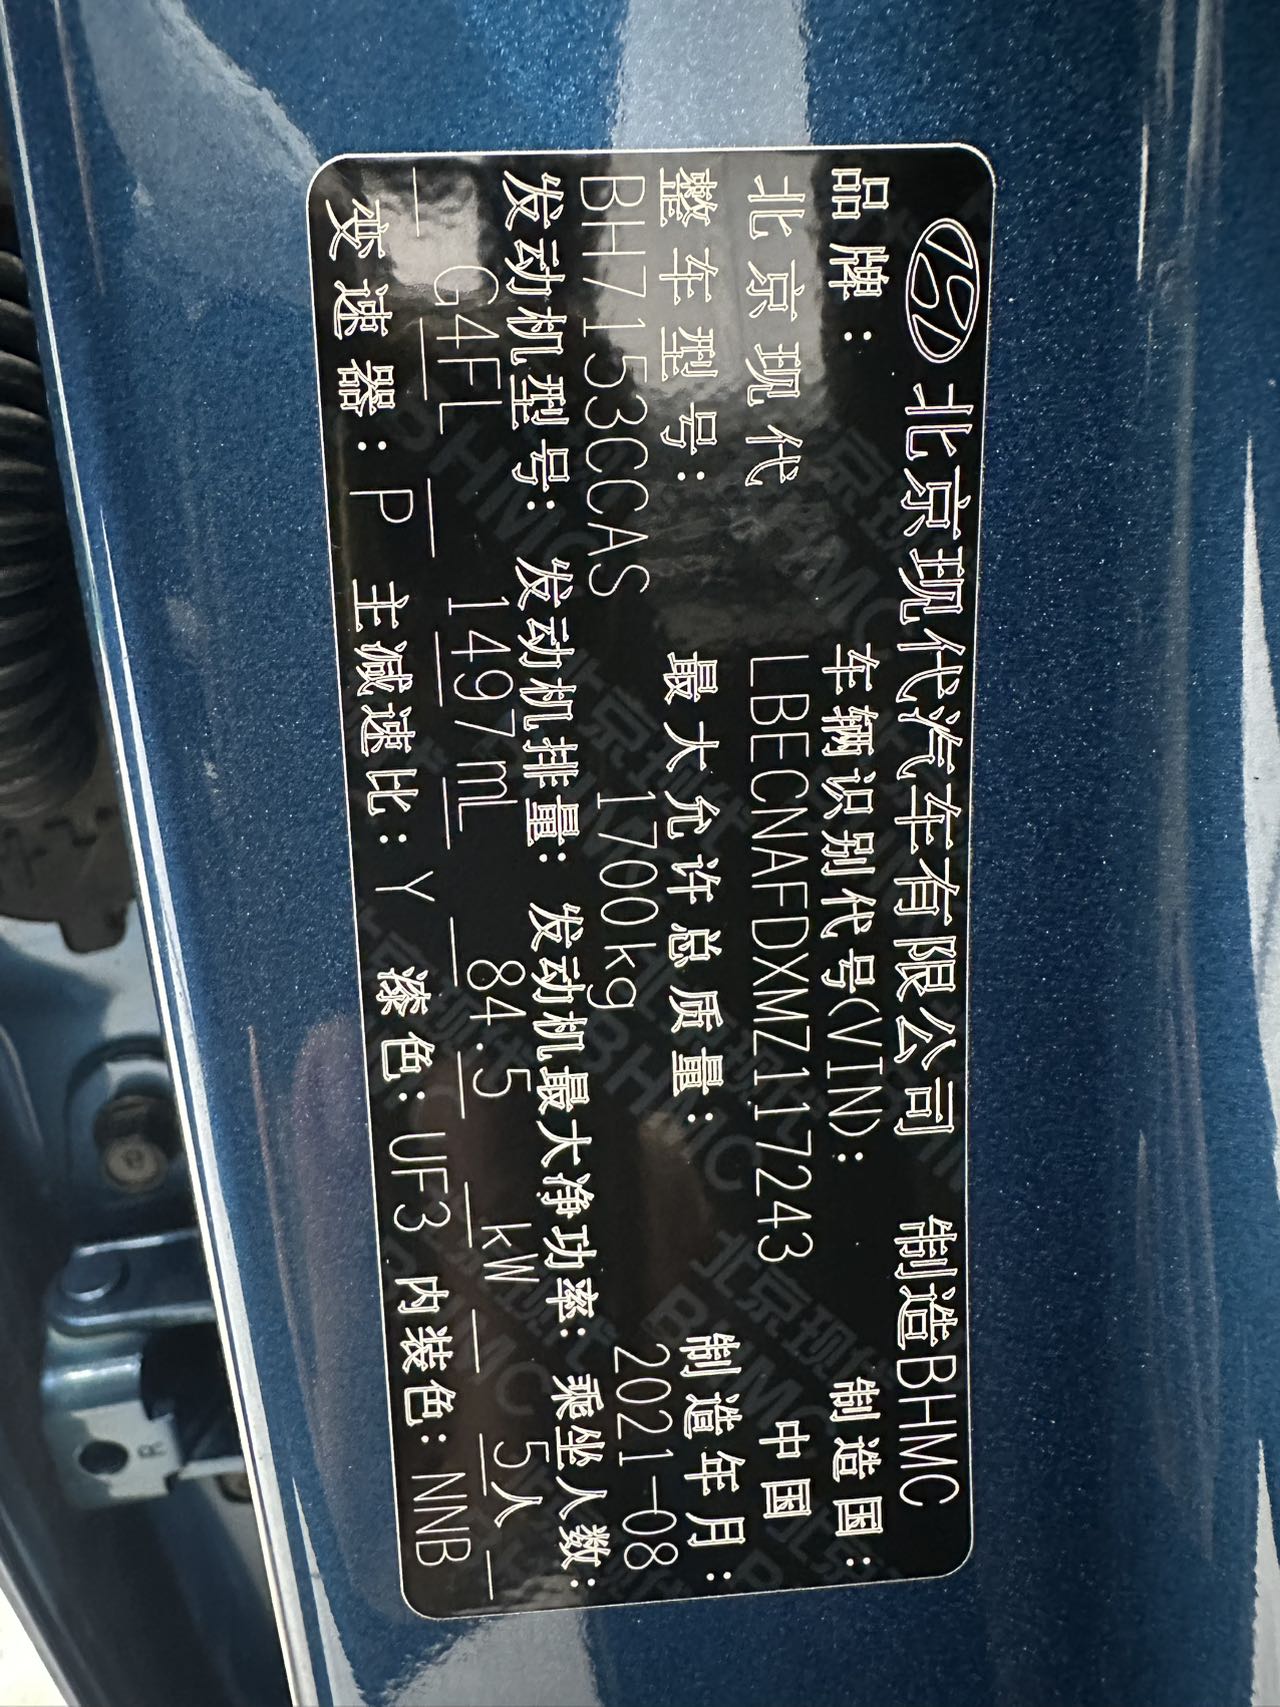 北京现代汽车有限公司 制造BHMC
品牌： 车辆识别代号(VIN)： 制造国：
北京现代 LBECNAFDXMZ117243 中国
整车型号： 最大允许总质量： 制造年月：
BH7153CCAS 1700kg 2021-08
发动机型号： 发动机排量： 发动机最大净功率： 乘坐人数：
G4FL 1497mL 84.5 kW 5人
变速器：P 主减速比：Y 漆色：UF3 内装色：NNB